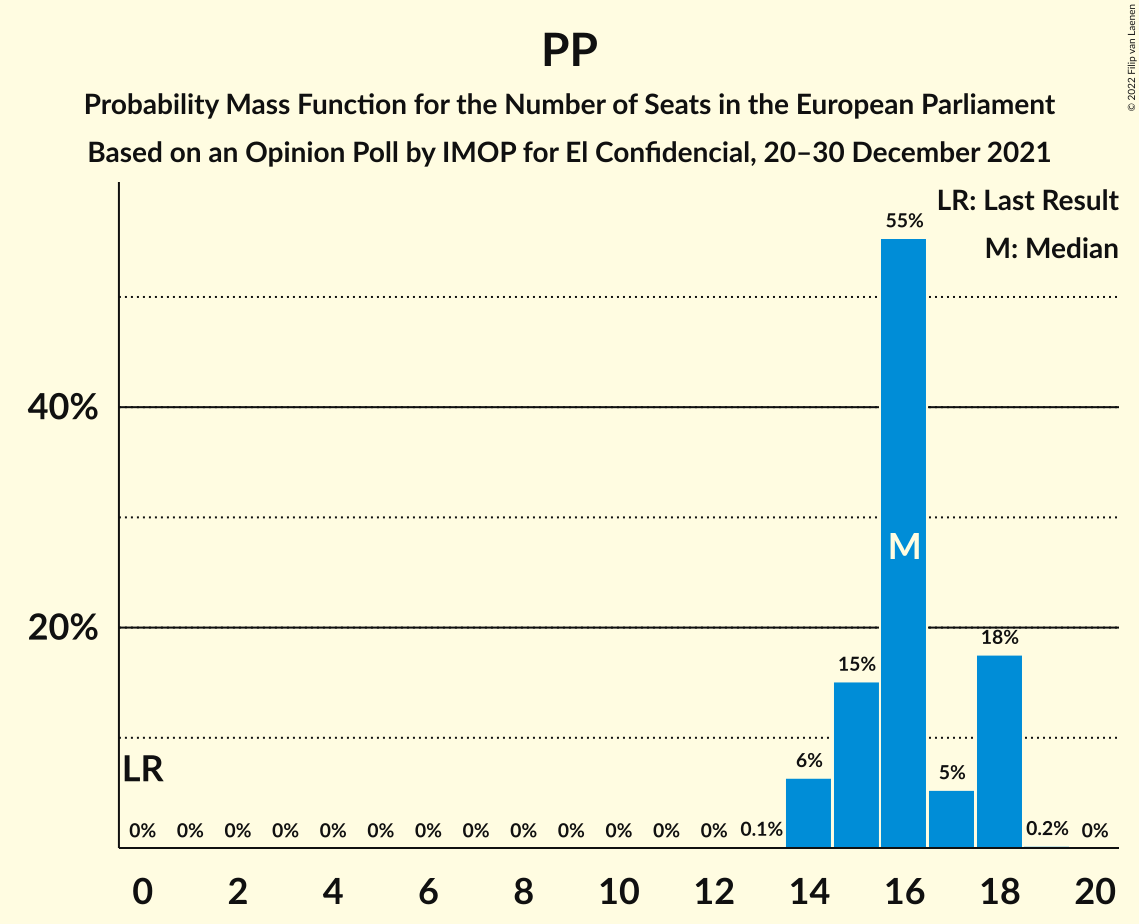 PP
Probability Mass Function for the Number of Seats in the European Parliament
Based on an Opinion Poll by IMOP for El Confidencial, 20–30 December 2021
© 2022 Filip van Laenen
LR: Last Result
M: Median
55%
40%
M
20%
18%
15%
LR
6%
5%
0% 0% 0% 0% 0% 0% 0% 0% 0% 0% 0% 0% 0% 0.1% 0.2% 0%
0 2 4 6 8 10 12 14 16 18 20